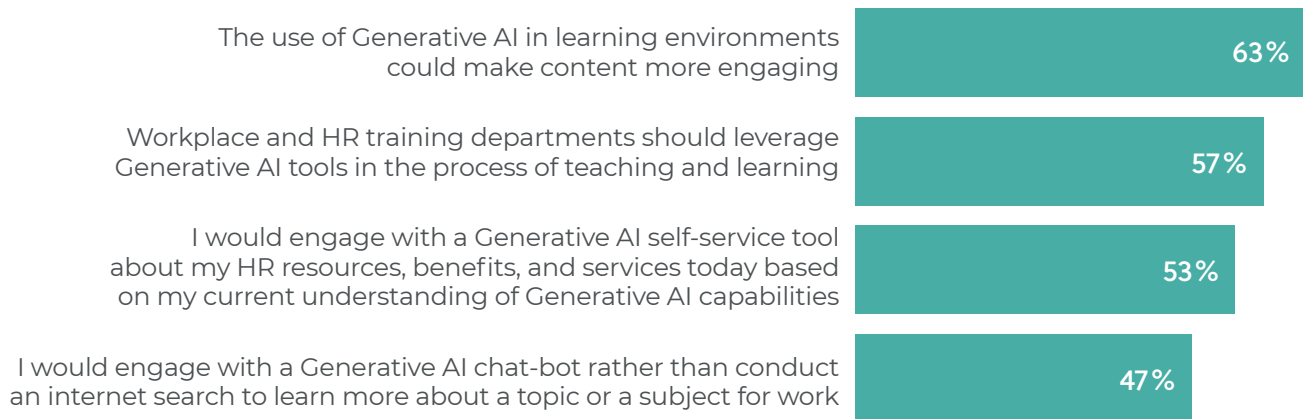 The use of Generative AI in learning environments
could make content more engaging
63%
Workplace and HR training departments should leverage
Generative AI tools in the process of teaching and learning
57%
I would engage with a Generative AI self-service tool
about my HR resources, benefits, and services today based
on my current understanding of Generative AI capabilities
53%
I would engage with a Generative AI chat-bot rather than conduct
an internet search to learn more about a topic or a subject for work
47%